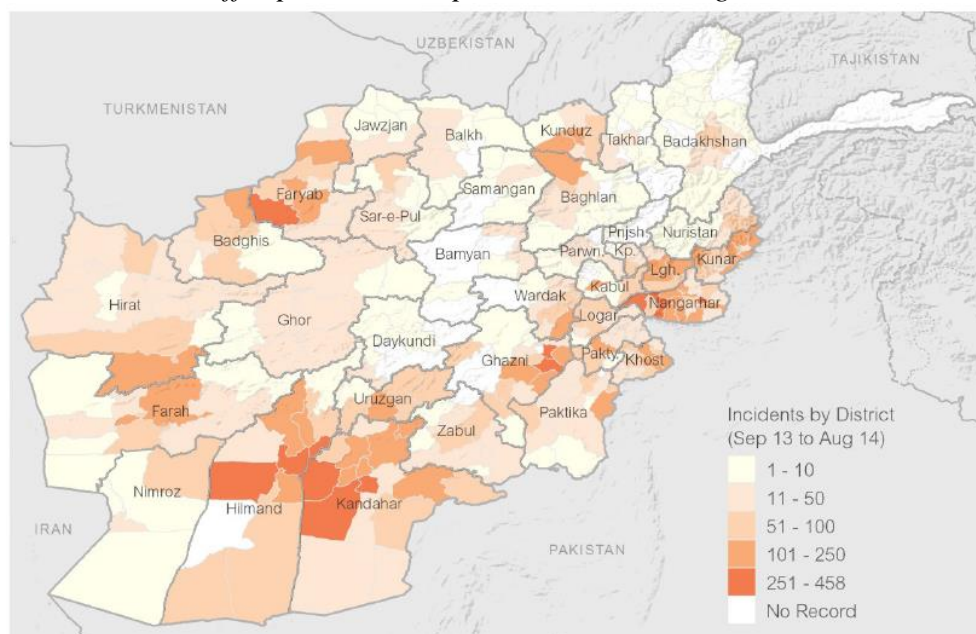 UZBEKISTAN
TAJIKISTAN
TURKMENISTAN
Jawzjan
Balkh
Kunduz
Takhar
Badakhshan
Faryab
Samangan
Baghlan
Sar-e-Pul
Badghis
Bamyan
Prijsh
Nuristan
Parwn.
Kp.
Kunar
Lgh.
Kabul
Hirat
Wardak
Nangarhar
Ghor
Logar
Daykundi
Ghazni
Pakty.
Khost
Uruzgan
Farah
Paktika
Zabul
Nimroz
Hilmand
Kandahar
IRAN
PAKISTAN
Incidents by District
(Sep 13 to Aug 14)
1 - 10
11 - 50
51 - 100
101 - 250
251 - 458
No Record